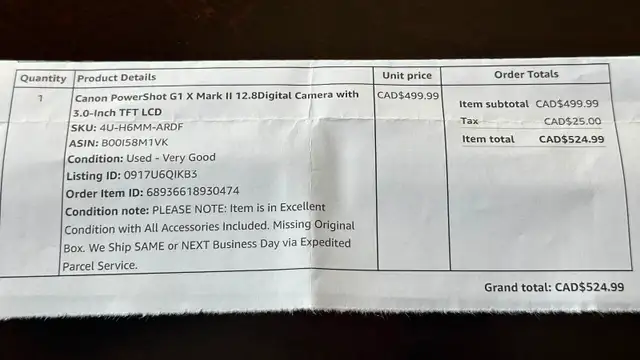 Quantity Product Details Unit price Order Totals
1 Canon PowerShot G1 X Mark II 12.8Digital Camera with CAD$499.99 Item subtotal CAD$499.99
3.0-Inch TFT LCD Tax CAD$25.00
SKU: 4U-H6MM-ARDF Item total CAD$524.99
ASIN: B00I58M1VK
Condition: Used - Very Good
Listing ID: 0917U6QIKB3
Order Item ID: 68936618930474
Condition note: PLEASE NOTE: Item is in Excellent
Condition with All Accessories Included. Missing Original
Box. We Ship SAME or NEXT Business Day via Expedited
Parcel Service.
Grand total: CAD$524.99